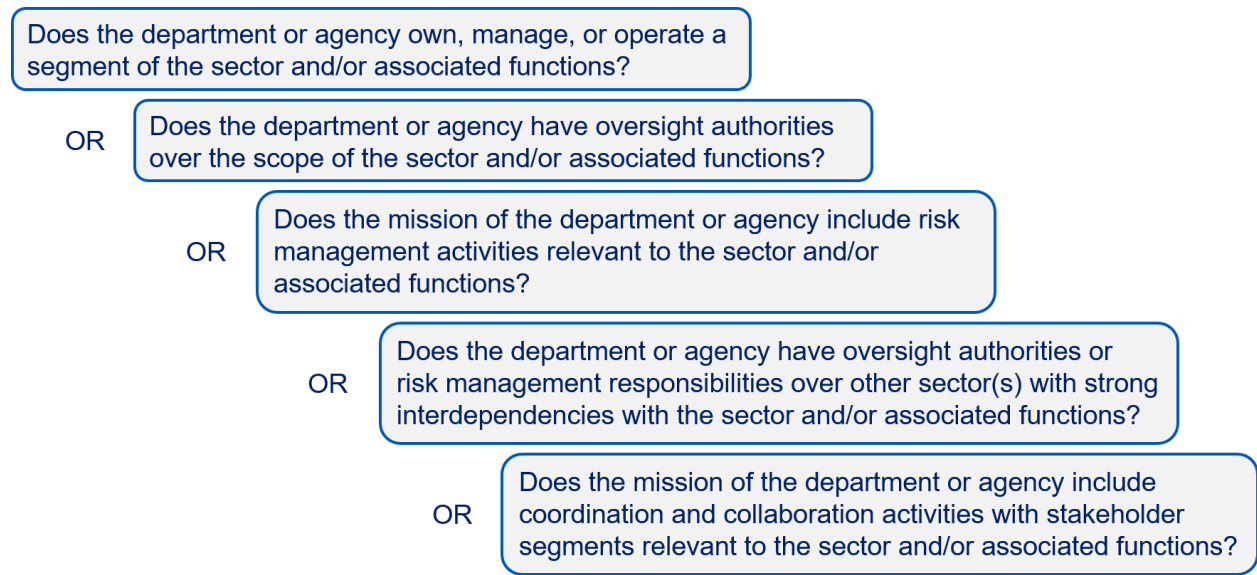 Does the department or agency own, manage, or operate a
segment of the sector and/or associated functions?
OR
Does the department or agency have oversight authorities
over the scope of the sector and/or associated functions?
OR
Does the mission of the department or agency include risk
management activities relevant to the sector and/or
associated functions?
OR
Does the department or agency have oversight authorities or
risk management responsibilities over other sector(s) with strong
interdependencies with the sector and/or associated functions?
OR
Does the mission of the department or agency include
coordination and collaboration activities with stakeholder
segments relevant to the sector and/or associated functions?